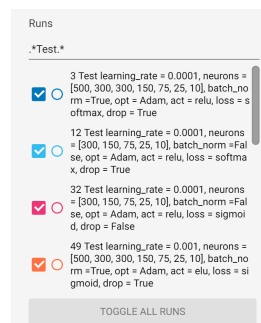 Runs
.*Test.*
3 Test learning_rate = 0.0001, neurons =
[500, 300, 300, 150, 75, 25, 10], batch_no
rm =True, opt = Adam, act = relu, loss = s
oftmax, drop = True
12 Test learning_rate = 0.0001, neurons
= [300, 150, 75, 25, 10], batch_norm =Fal
se, opt = Adam, act = relu, loss = softma
x, drop = True
32 Test learning_rate = 0.0001, neurons
= [300, 150, 75, 25, 10], batch_norm =Fal
se, opt = Adam, act = relu, loss = sigmoi
d, drop = False
49 Test learning_rate = 0.001, neurons =
[500, 300, 300, 150, 75, 25, 10], batch_no
rm =True, opt = Adam, act = elu, loss = si
gmoid, drop = True
TOGGLE ALL RUNS